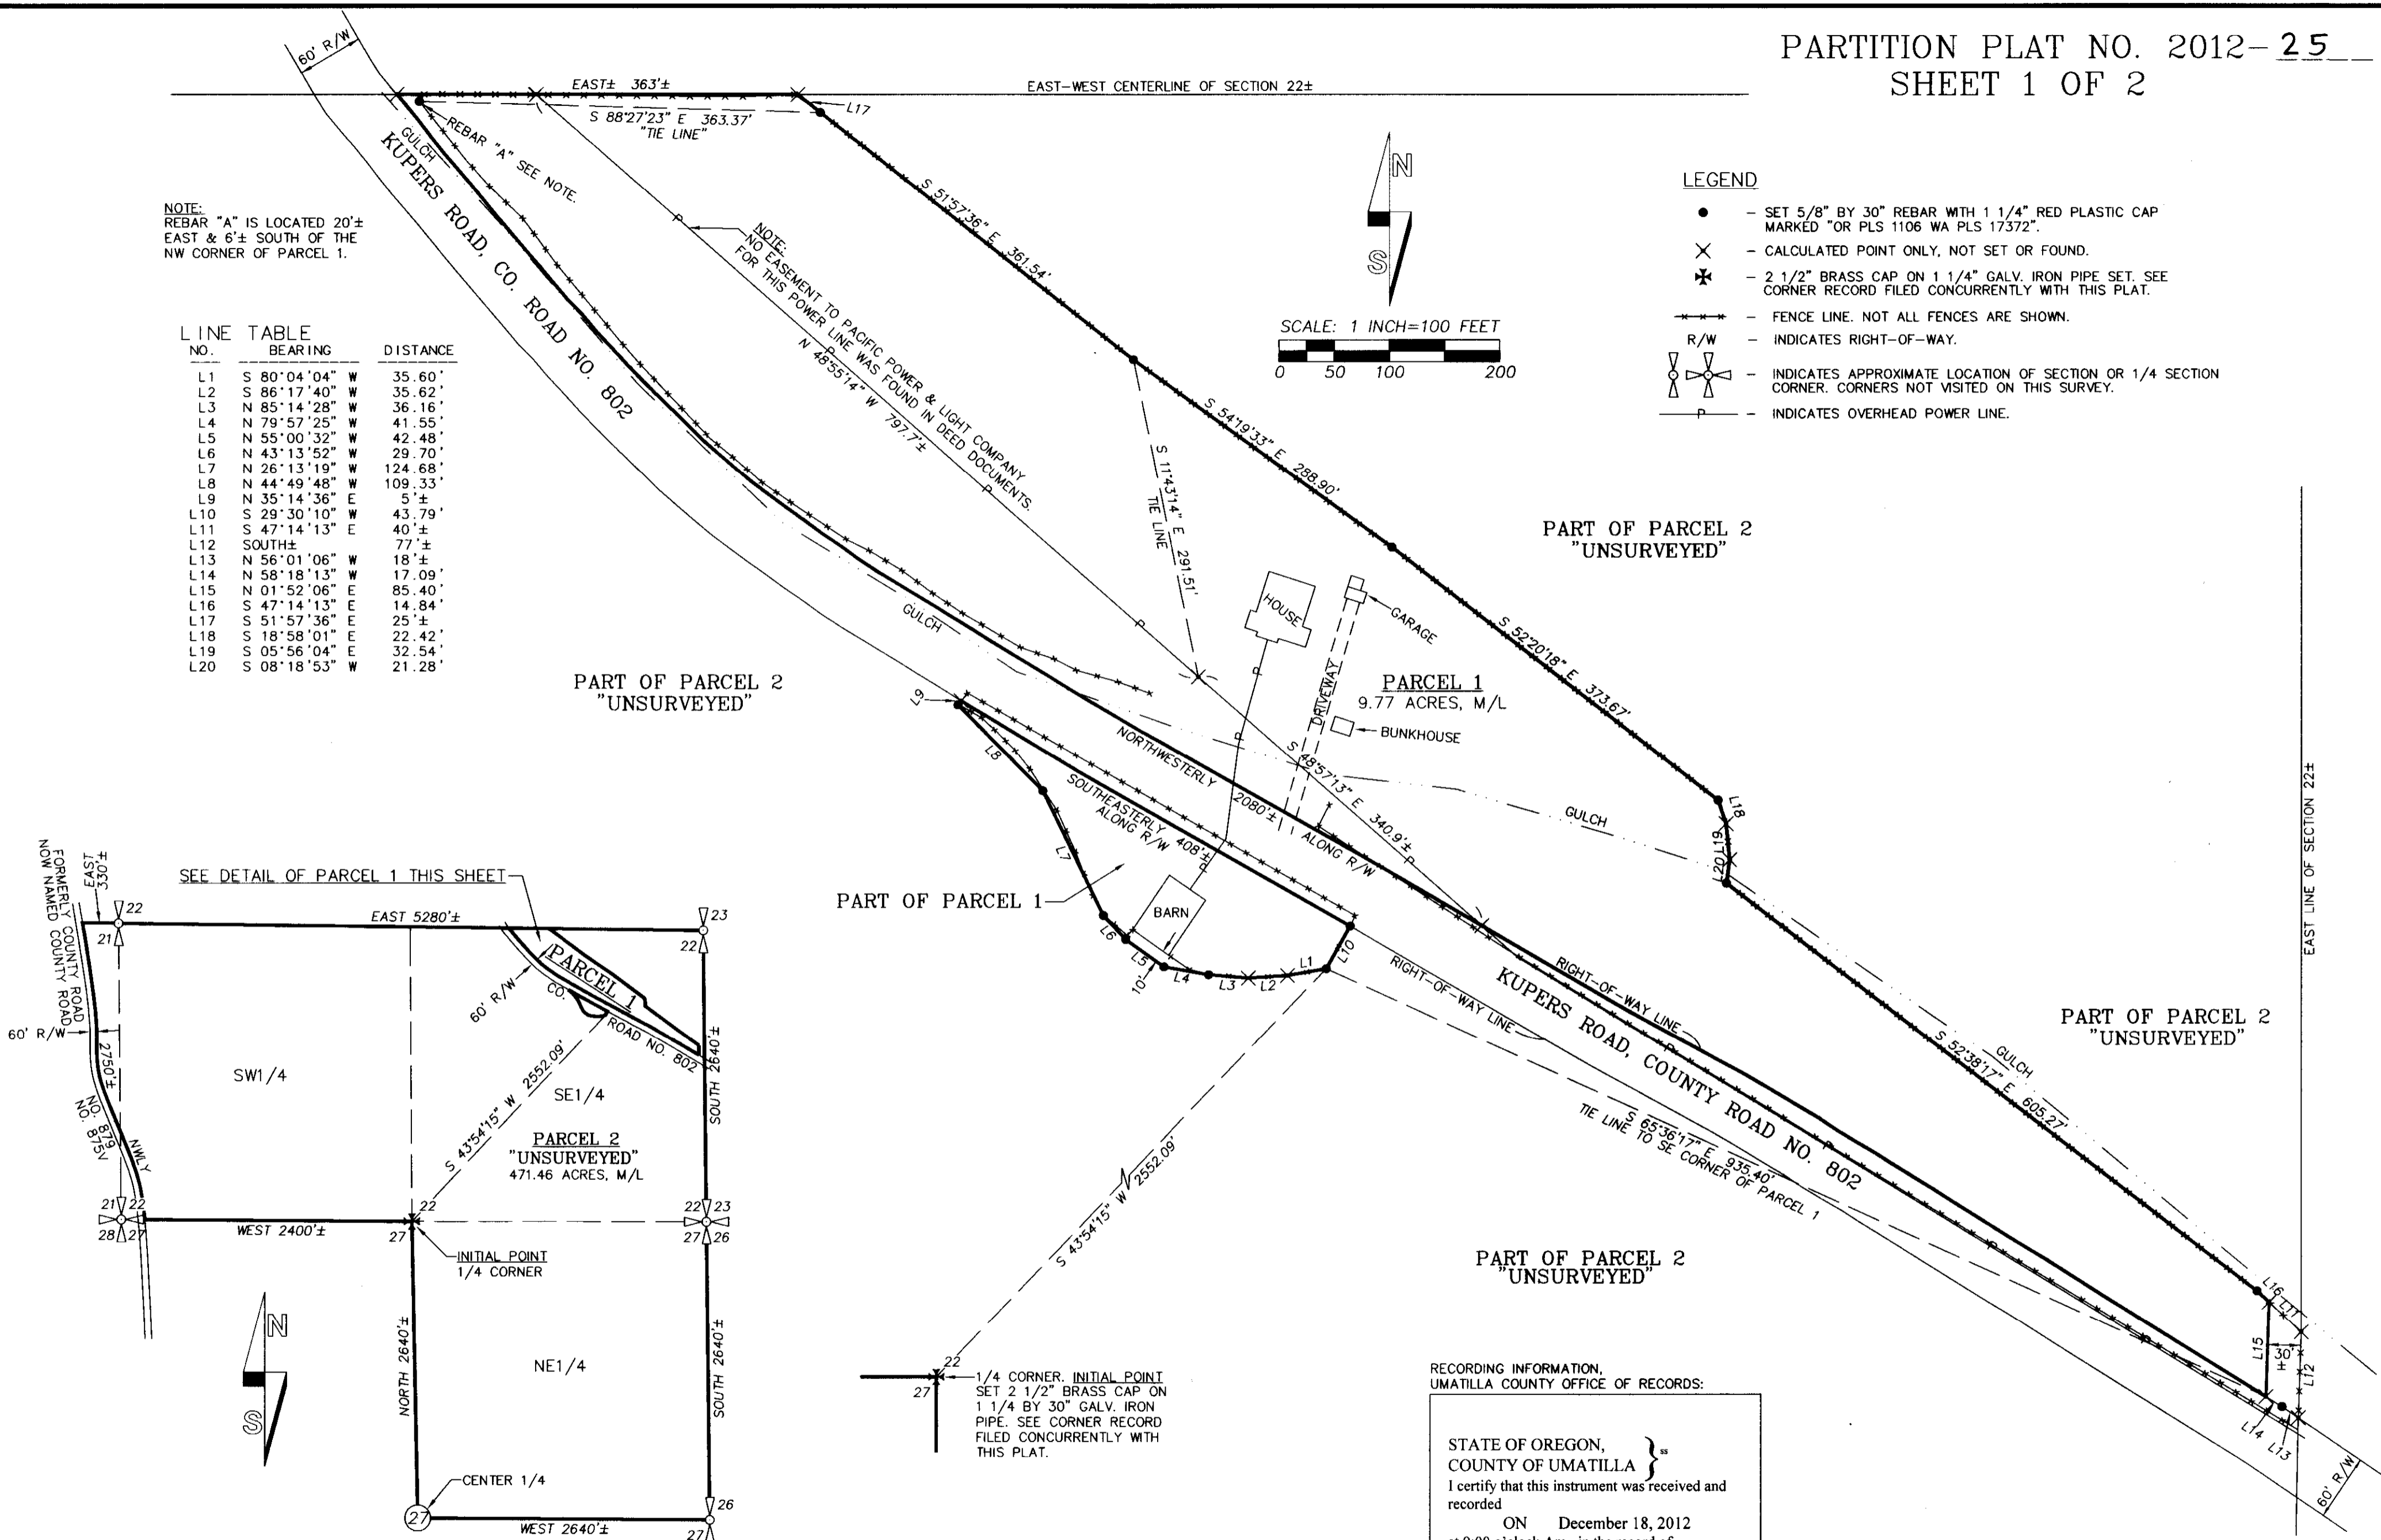 PARTITION PLAT NO. 2012-25
SHEET 1 OF 2
60' R/W
EAST± 363'±
S 88°27'23" E 363.37'
"TIE LINE"
L17
EAST-WEST CENTERLINE OF SECTION 22±
REBAR "A" SEE NOTE.
GULCH
KUPERS ROAD, CO. ROAD NO. 802
NOTE:
REBAR "A" IS LOCATED 20'±
EAST & 6'± SOUTH OF THE
NW CORNER OF PARCEL 1.
LINE TABLE
NO. BEARING DISTANCE
L1 S 80°04'04" W 35.60'
L2 S 86°17'40" W 35.62'
L3 N 85°14'28" W 36.16'
L4 N 79°57'25" W 41.55'
L5 N 55°00'32" W 42.48'
L6 N 43°13'52" W 29.70'
L7 N 26°13'19" W 124.68'
L8 N 44°49'48" W 109.33'
L9 N 35°14'36" E 5'±
L10 S 29°30'10" W 43.79'
L11 S 47°14'13" E 40'±
L12 SOUTH± 77'±
L13 N 56°01'06" W 18'±
L14 N 58°18'13" W 17.09'
L15 N 01°52'06" E 85.40'
L16 S 47°14'13" E 14.84'
L17 S 51°57'36" E 25'±
L18 S 18°58'01" E 22.42'
L19 S 05°56'04" E 32.54'
L20 S 08°18'53" W 21.28'
NOTE:
NO EASEMENT TO PACIFIC POWER & LIGHT COMPANY
FOR THIS POWER LINE WAS FOUND IN DEED DOCUMENTS.
P
N 48°55'14" W 797.7'±
P
P
P
S 51°57'36" E 361.54'
N
S
SCALE: 1 INCH=100 FEET
0 50 100 200
LEGEND
- SET 5/8" BY 30" REBAR WITH 1 1/4" RED PLASTIC CAP
MARKED "OR PLS 1106 WA PLS 17372".
- CALCULATED POINT ONLY, NOT SET OR FOUND.
- 2 1/2" BRASS CAP ON 1 1/4" GALV. IRON PIPE SET. SEE
CORNER RECORD FILED CONCURRENTLY WITH THIS PLAT.
- FENCE LINE. NOT ALL FENCES ARE SHOWN.
R/W - INDICATES RIGHT-OF-WAY.
- INDICATES APPROXIMATE LOCATION OF SECTION OR 1/4 SECTION
CORNER. CORNERS NOT VISITED ON THIS SURVEY.
P - INDICATES OVERHEAD POWER LINE.
S 54°19'33" E 288.90'
S 11°43'14" E 291.51'
TIE LINE
PART OF PARCEL 2
"UNSURVEYED"
HOUSE
GARAGE
DRIVEWAY
PARCEL 1
9.77 ACRES, M/L
BUNKHOUSE
P
P
S 52°20'18" E 373.67'
GULCH
PART OF PARCEL 2
"UNSURVEYED"
L9
L8
NORTHWESTERLY 2080'± ALONG R/W
SOUTHEASTERLY 408'±
ALONG R/W
S 48°57'13" E 340.9'±
P
P
L7
GULCH
L18
L19
L20
EAST LINE OF SECTION 22±
PART OF PARCEL 1
BARN
L6
L5
10'
L4
L3
L2
L1
L10
RIGHT-OF-WAY LINE
RIGHT-OF-WAY LINE
KUPERS ROAD, COUNTY ROAD NO. 802
P
P
P
P
S 65°36'17" E 935.40'
TIE LINE TO SE CORNER OF PARCEL 1
PART OF PARCEL 2
"UNSURVEYED"
GULCH
S 52°38'17" E 605.27'
L16
L11
L15
30'
±
L12
L14
L13
60' R/W
PART OF PARCEL 2
"UNSURVEYED"
S 43°54'15" W 2552.09'
22
27
1/4 CORNER. INITIAL POINT
SET 2 1/2" BRASS CAP ON
1 1/4 BY 30" GALV. IRON
PIPE. SEE CORNER RECORD
FILED CONCURRENTLY WITH
THIS PLAT.
FORMERLY COUNTY ROAD
NOW NAMED COUNTY ROAD
EAST
330'±
SEE DETAIL OF PARCEL 1 THIS SHEET
22
21
EAST 5280'±
23
22
PARCEL 1
60' R/W
CO. ROAD NO. 802
60' R/W
2750'±
NO. 879
NO. 875V
NWLY
SW1/4
S 43°54'15" W 2552.09'
SE1/4
SOUTH 2640'±
PARCEL 2
"UNSURVEYED"
471.46 ACRES, M/L
21 22
28 27
WEST 2400'±
22
27
22 23
27 26
INITIAL POINT
1/4 CORNER
N
S
NORTH 2640'±
NE1/4
SOUTH 2640'±
CENTER 1/4
27
WEST 2640'±
26
27
RECORDING INFORMATION,
UMATILLA COUNTY OFFICE OF RECORDS:
STATE OF OREGON,
COUNTY OF UMATILLA } ss
I certify that this instrument was received and
recorded
ON December 18, 2012